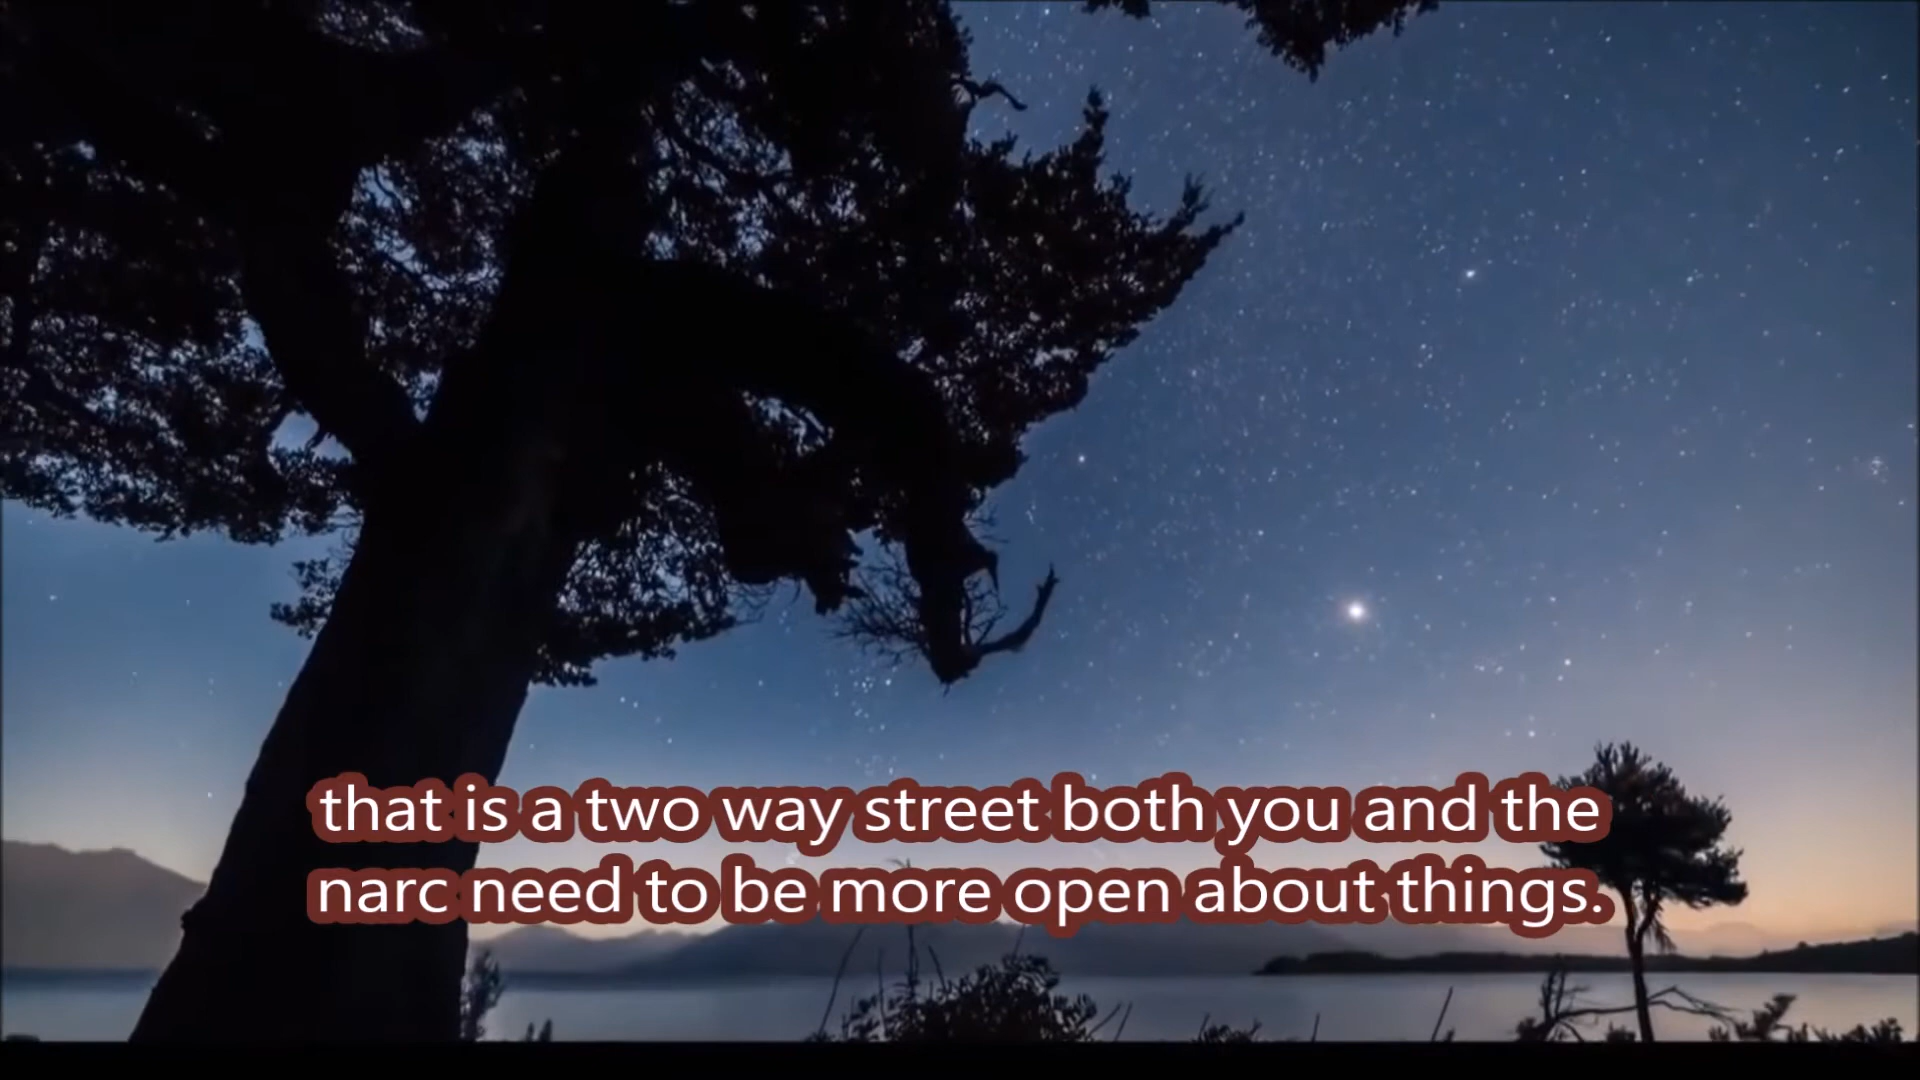 that is a two way street both you and the
narc need to be more open about things.